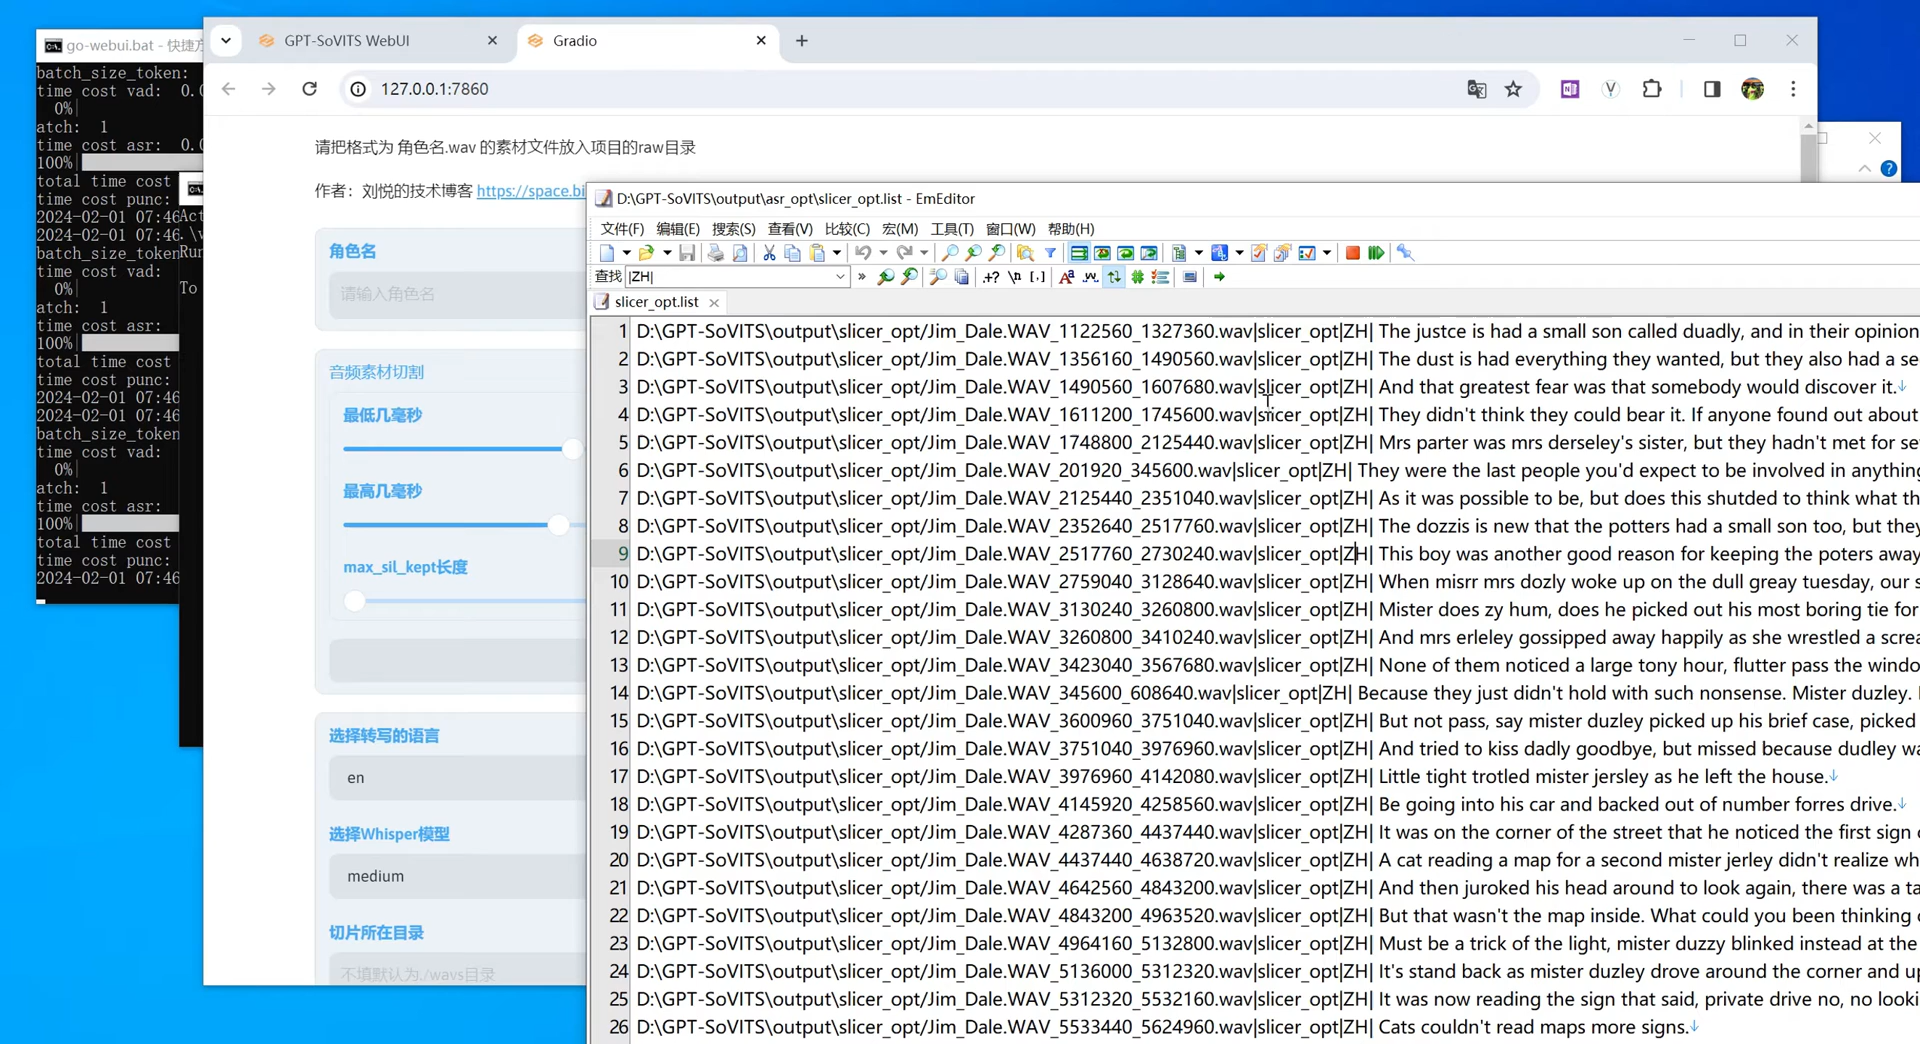 go-webui.bat - 快捷方
batch_size_token:
time cost vad: 0.0
0%
atch: 1
time cost asr: 0.0
100%
total time cost
time cost punc:
2024-02-01 07:46
2024-02-01 07:46
batch_size_token
time cost vad:
0%
atch: 1
time cost asr:
100%
total time cost
time cost punc:
2024-02-01 07:46
2024-02-01 07:46
batch_size_token
time cost vad:
0%
atch: 1
time cost asr:
100%
total time cost
time cost punc:
2024-02-01 07:46
Act
.\v
Run
To
GPT-SoVITS WebUI
Gradio
127.0.0.1:7860
请把格式为 角色名.wav 的素材文件放入项目的raw目录
作者：刘悦的技术博客 https://space.bi
角色名
请输入角色名
音频素材切割
最低几毫秒
最高几毫秒
max_sil_kept长度
选择转写的语言
en
选择Whisper模型
medium
切片所在目录
不填默认为./wavs目录
D:\GPT-SoVITS\output\asr_opt\slicer_opt.list - EmEditor
文件(F) 编辑(E) 搜索(S) 查看(V) 比较(C) 宏(M) 工具(T) 窗口(W) 帮助(H)
查找 |ZH|
slicer_opt.list
1 D:\GPT-SoVITS\output\slicer_opt/Jim_Dale.WAV_1122560_1327360.wav|slicer_opt|ZH| The justce is had a small son called duadly, and in their opinion
2 D:\GPT-SoVITS\output\slicer_opt/Jim_Dale.WAV_1356160_1490560.wav|slicer_opt|ZH| The dust is had everything they wanted, but they also had a se
3 D:\GPT-SoVITS\output\slicer_opt/Jim_Dale.WAV_1490560_1607680.wav|slicer_opt|ZH| And that greatest fear was that somebody would discover it.↓
4 D:\GPT-SoVITS\output\slicer_opt/Jim_Dale.WAV_1611200_1745600.wav|slicer_opt|ZH| They didn't think they could bear it. If anyone found out about
5 D:\GPT-SoVITS\output\slicer_opt/Jim_Dale.WAV_1748800_2125440.wav|slicer_opt|ZH| Mrs parter was mrs derseley's sister, but they hadn't met for se
6 D:\GPT-SoVITS\output\slicer_opt/Jim_Dale.WAV_201920_345600.wav|slicer_opt|ZH| They were the last people you'd expect to be involved in anything
7 D:\GPT-SoVITS\output\slicer_opt/Jim_Dale.WAV_2125440_2351040.wav|slicer_opt|ZH| As it was possible to be, but does this shutded to think what th
8 D:\GPT-SoVITS\output\slicer_opt/Jim_Dale.WAV_2352640_2517760.wav|slicer_opt|ZH| The dozzis is new that the potters had a small son too, but they
9 D:\GPT-SoVITS\output\slicer_opt/Jim_Dale.WAV_2517760_2730240.wav|slicer_opt|ZH| This boy was another good reason for keeping the poters away
10 D:\GPT-SoVITS\output\slicer_opt/Jim_Dale.WAV_2759040_3128640.wav|slicer_opt|ZH| When misrr mrs dozly woke up on the dull greay tuesday, our s
11 D:\GPT-SoVITS\output\slicer_opt/Jim_Dale.WAV_3130240_3260800.wav|slicer_opt|ZH| Mister does zy hum, does he picked out his most boring tie for
12 D:\GPT-SoVITS\output\slicer_opt/Jim_Dale.WAV_3260800_3410240.wav|slicer_opt|ZH| And mrs erleley gossipped away happily as she wrestled a screa
13 D:\GPT-SoVITS\output\slicer_opt/Jim_Dale.WAV_3423040_3567680.wav|slicer_opt|ZH| None of them noticed a large tony hour, flutter pass the windo
14 D:\GPT-SoVITS\output\slicer_opt/Jim_Dale.WAV_345600_608640.wav|slicer_opt|ZH| Because they just didn't hold with such nonsense. Mister duzley. I
15 D:\GPT-SoVITS\output\slicer_opt/Jim_Dale.WAV_3600960_3751040.wav|slicer_opt|ZH| But not pass, say mister duzley picked up his brief case, picked
16 D:\GPT-SoVITS\output\slicer_opt/Jim_Dale.WAV_3751040_3976960.wav|slicer_opt|ZH| And tried to kiss dadly goodbye, but missed because dudley wa
17 D:\GPT-SoVITS\output\slicer_opt/Jim_Dale.WAV_3976960_4142080.wav|slicer_opt|ZH| Little tight trotled mister jersley as he left the house.↓
18 D:\GPT-SoVITS\output\slicer_opt/Jim_Dale.WAV_4145920_4258560.wav|slicer_opt|ZH| Be going into his car and backed out of number forres drive.↓
19 D:\GPT-SoVITS\output\slicer_opt/Jim_Dale.WAV_4287360_4437440.wav|slicer_opt|ZH| It was on the corner of the street that he noticed the first sign o
20 D:\GPT-SoVITS\output\slicer_opt/Jim_Dale.WAV_4437440_4638720.wav|slicer_opt|ZH| A cat reading a map for a second mister jerley didn't realize wh
21 D:\GPT-SoVITS\output\slicer_opt/Jim_Dale.WAV_4642560_4843200.wav|slicer_opt|ZH| And then juroked his head around to look again, there was a ta
22 D:\GPT-SoVITS\output\slicer_opt/Jim_Dale.WAV_4843200_4963520.wav|slicer_opt|ZH| But that wasn't the map inside. What could you been thinking o
23 D:\GPT-SoVITS\output\slicer_opt/Jim_Dale.WAV_4964160_5132800.wav|slicer_opt|ZH| Must be a trick of the light, mister duzzy blinked instead at the
24 D:\GPT-SoVITS\output\slicer_opt/Jim_Dale.WAV_5136000_5312320.wav|slicer_opt|ZH| It's stand back as mister duzley drove around the corner and up
25 D:\GPT-SoVITS\output\slicer_opt/Jim_Dale.WAV_5312320_5532160.wav|slicer_opt|ZH| It was now reading the sign that said, private drive no, no looki
26 D:\GPT-SoVITS\output\slicer_opt/Jim_Dale.WAV_5533440_5624960.wav|slicer_opt|ZH| Cats couldn't read maps more signs.↓